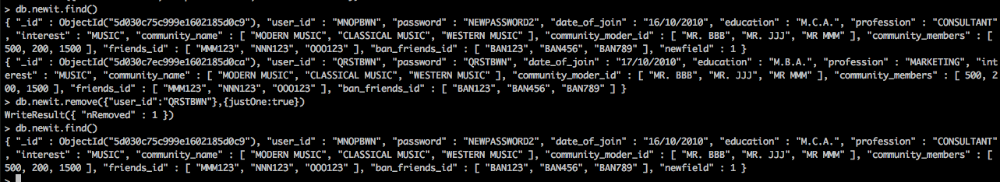 > db.newit.find()
{ "_id" : ObjectId("5d030c75c999e1602185d0c9"), "user_id" : "MNOPBWN", "password" : "NEWPASSWORD2", "date_of_join" : "16/10/2010", "education" : "M.C.A.", "profession" : "CONSULTANT"
, "interest" : "MUSIC", "community_name" : [ "MODERN MUSIC", "CLASSICAL MUSIC", "WESTERN MUSIC" ], "community_moder_id" : [ "MR. BBB", "MR. JJJ", "MR MMM" ], "community_members" : [
500, 200, 1500 ], "friends_id" : [ "MMM123", "NNN123", "OOO123" ], "ban_friends_id" : [ "BAN123", "BAN456", "BAN789" ], "newfield" : 1 }
{ "_id" : ObjectId("5d030c75c999e1602185d0ca"), "user_id" : "QRSTBWN", "password" : "QRSTBWN", "date_of_join" : "17/10/2010", "education" : "M.B.A.", "profession" : "MARKETING", "int
erest" : "MUSIC", "community_name" : [ "MODERN MUSIC", "CLASSICAL MUSIC", "WESTERN MUSIC" ], "community_moder_id" : [ "MR. BBB", "MR. JJJ", "MR MMM" ], "community_members" : [ 500, 2
00, 1500 ], "friends_id" : [ "MMM123", "NNN123", "OOO123" ], "ban_friends_id" : [ "BAN123", "BAN456", "BAN789" ] }
> db.newit.remove({"user_id":"QRSTBWN"},{justOne:true})
WriteResult({ "nRemoved" : 1 })
> db.newit.find()
{ "_id" : ObjectId("5d030c75c999e1602185d0c9"), "user_id" : "MNOPBWN", "password" : "NEWPASSWORD2", "date_of_join" : "16/10/2010", "education" : "M.C.A.", "profession" : "CONSULTANT"
, "interest" : "MUSIC", "community_name" : [ "MODERN MUSIC", "CLASSICAL MUSIC", "WESTERN MUSIC" ], "community_moder_id" : [ "MR. BBB", "MR. JJJ", "MR MMM" ], "community_members" : [
500, 200, 1500 ], "friends_id" : [ "MMM123", "NNN123", "OOO123" ], "ban_friends_id" : [ "BAN123", "BAN456", "BAN789" ], "newfield" : 1 }
>